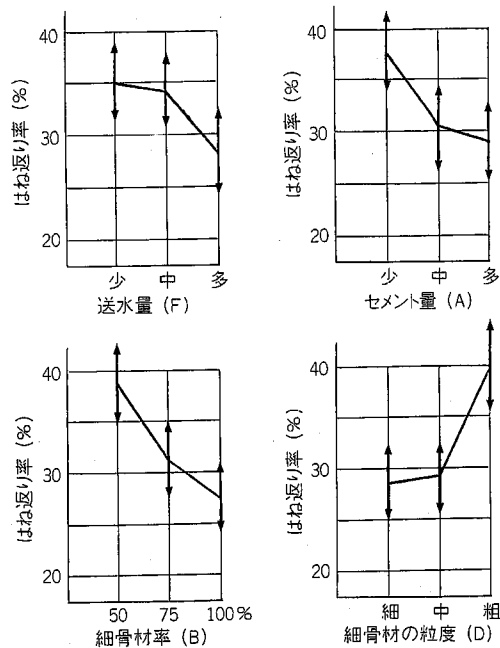 はね返り率 (%)
40
30
20
少 中 多
送水量 (F)
はね返り率 (%)
40
30
20
少 中 多
セメント量 (A)
はね返り率 (%)
40
30
20
50 75 100%
細骨材率 (B)
はね返り率 (%)
40
30
20
細 中 粗
細骨材の粒度 (D)